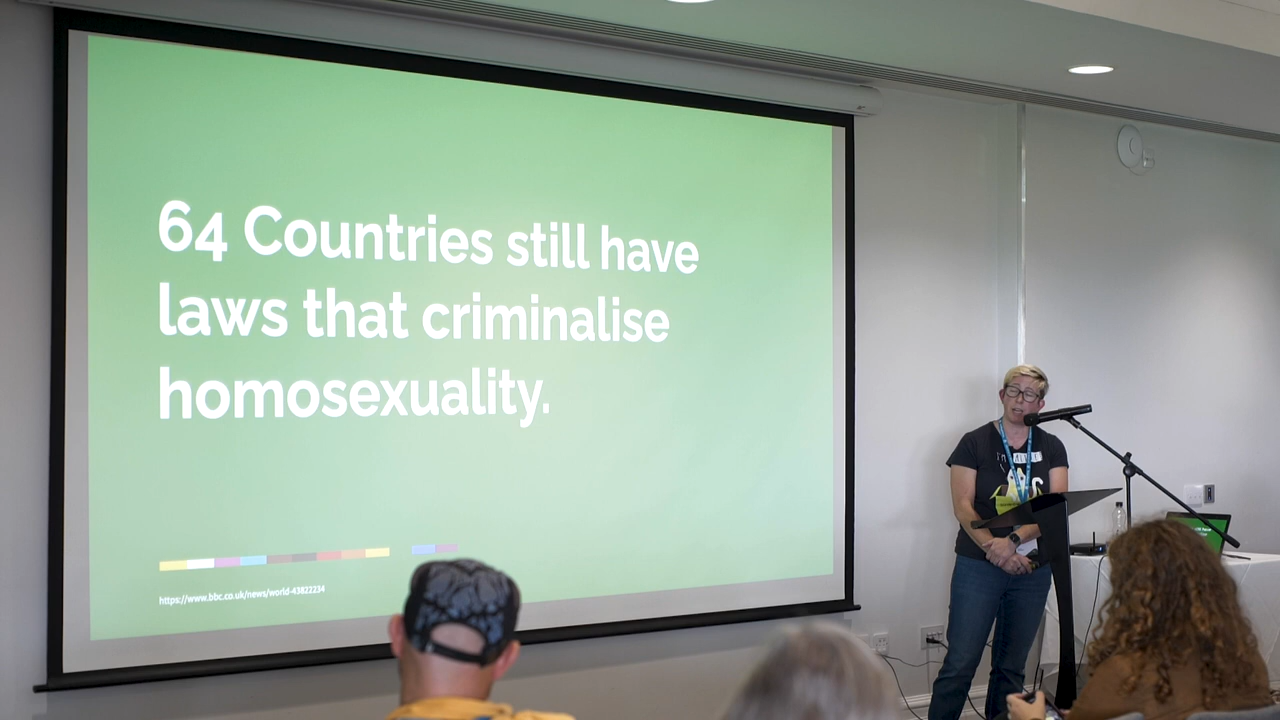 64 Countries still have
laws that criminalise
homosexuality.
https://www.bbc.co.uk/news/world-43822234